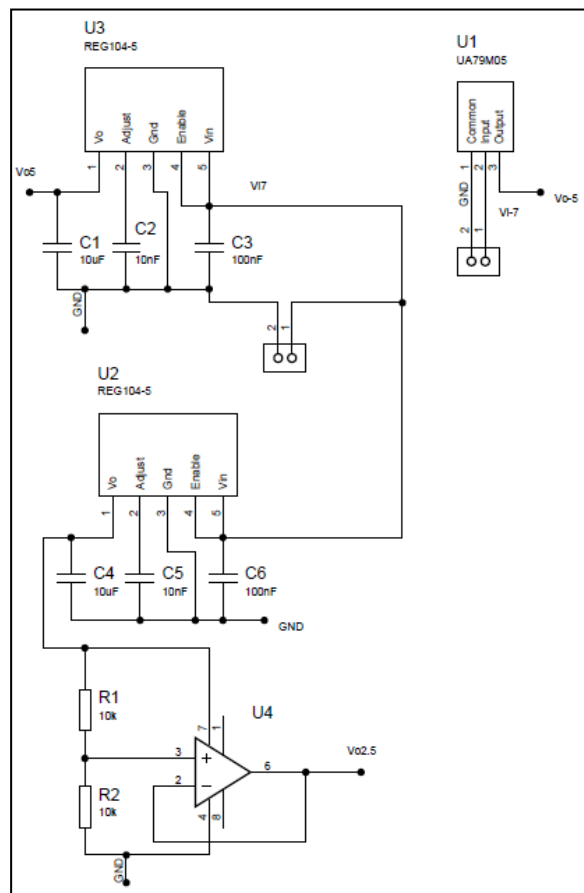 U3
REG104-5
Vo
Adjust
Gnd
Enable
Vin
1
2
3
4
5
Vo5
VI7
C1
10uF
C2
10nF
C3
100nF
GND
2
1
U1
UA79M05
Common
Input
Output
1
2
3
GND
VI-7
Vo-5
2
1
U2
REG104-5
Vo
Adjust
Gnd
Enable
Vin
1
2
3
4
5
C4
10uF
C5
10nF
C6
100nF
GND
R1
10k
R2
10k
U4
7
1
3
2
6
4
8
+
−
Vo2.5
GND